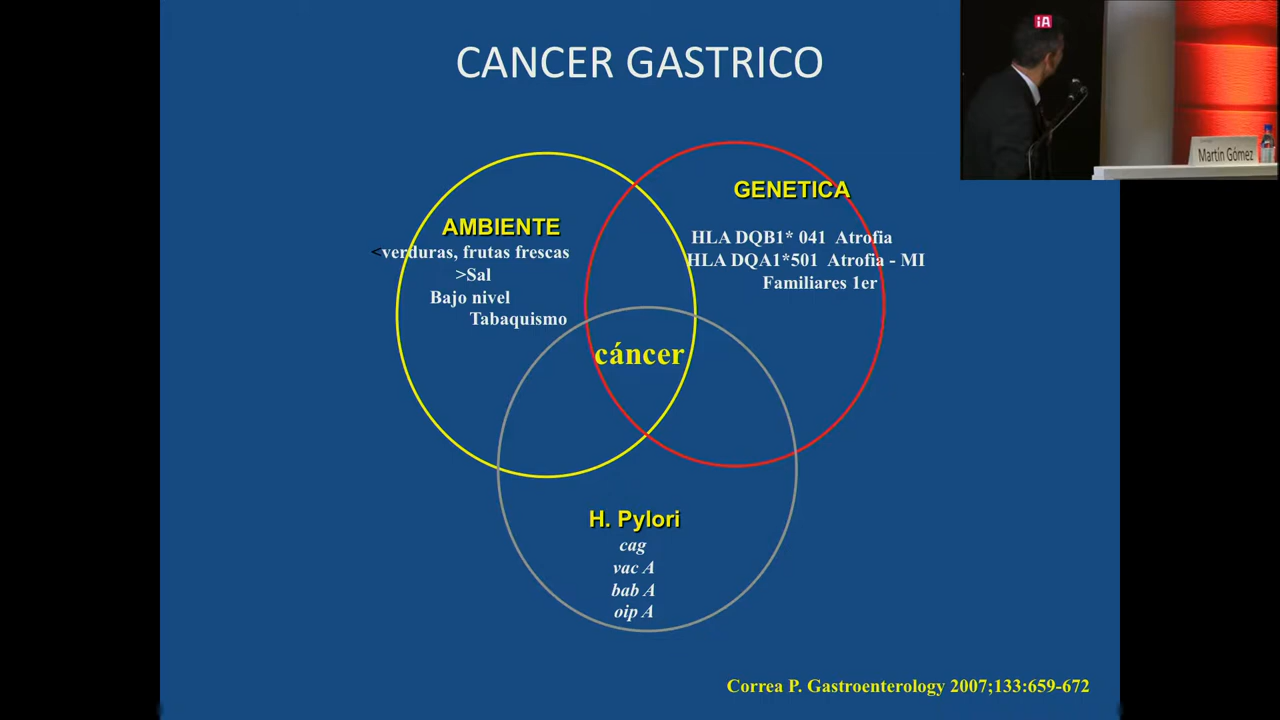 CANCER GASTRICO
iA
Martín Gómez
GENETICA
HLA DQB1* 041 Atrofia
HLA DQA1*501 Atrofia - MI
Familiares 1er
AMBIENTE
<verduras, frutas frescas
>Sal
Bajo nivel
Tabaquismo
cáncer
H. Pylori
cag
vac A
bab A
oip A
Correa P. Gastroenterology 2007;133:659-672